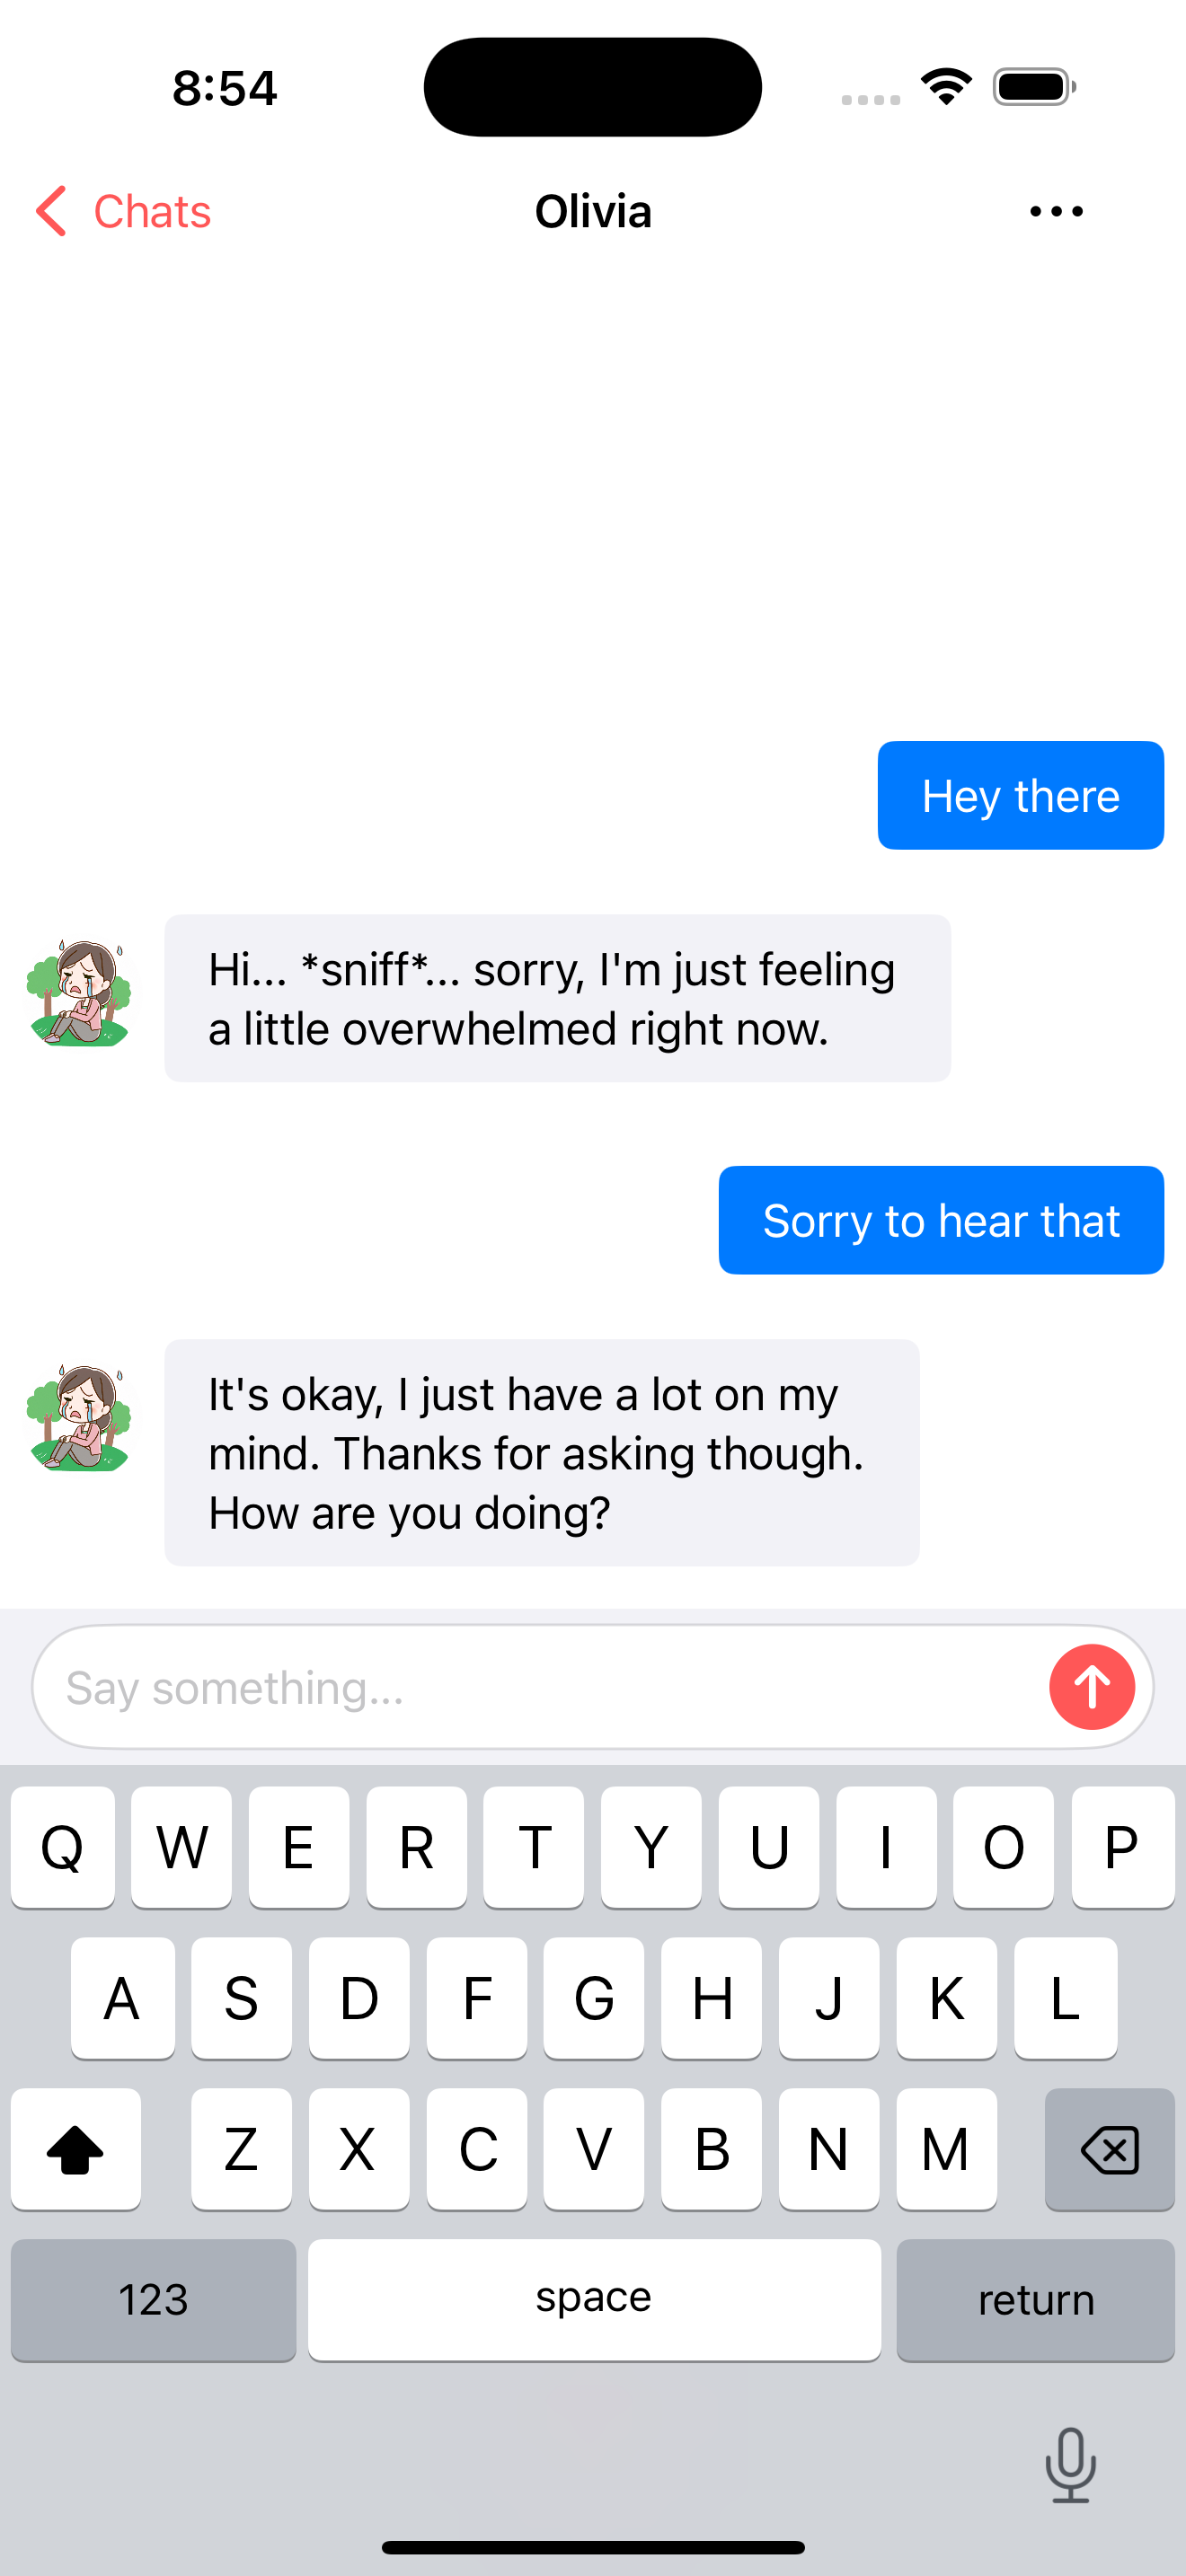 8:54
Chats
Olivia
Hey there
Hi... *sniff*... sorry, I'm just feeling
a little overwhelmed right now.
Sorry to hear that
It's okay, I just have a lot on my
mind. Thanks for asking though.
How are you doing?
Say something...
Q W E R T Y U I O P
A S D F G H J K L
Z X C V B N M
123 space return